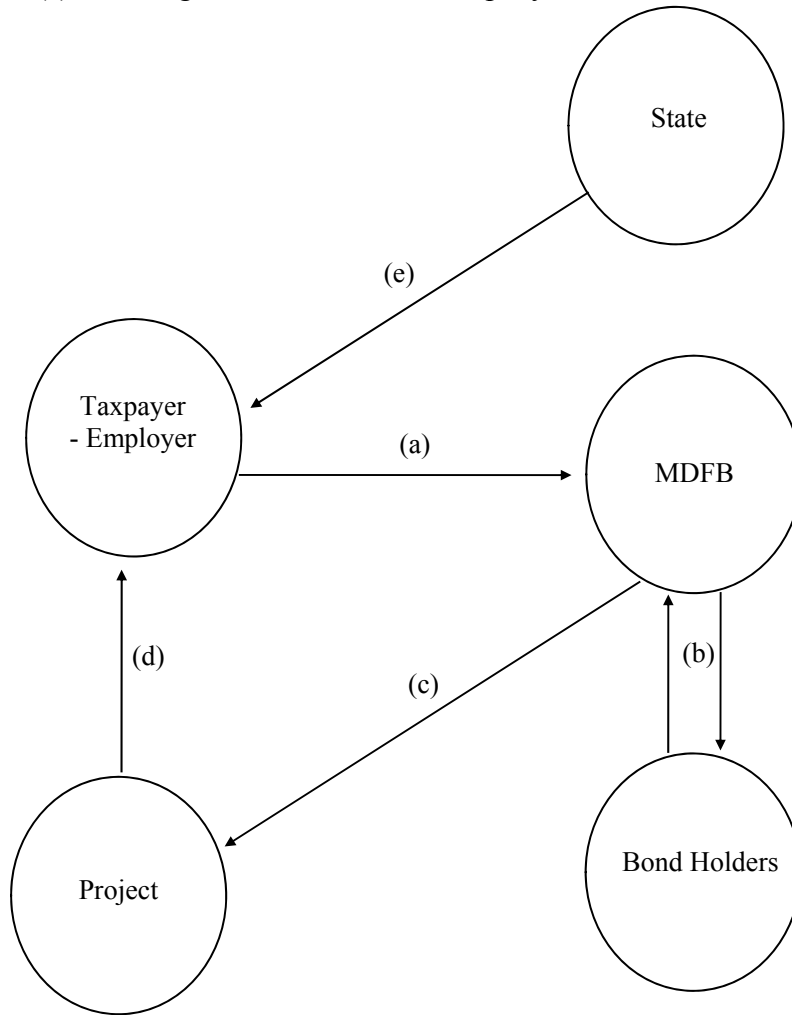 State
(e)
Taxpayer
- Employer
(a)
MDFB
(d)
(b)
(c)
Bond Holders
Project